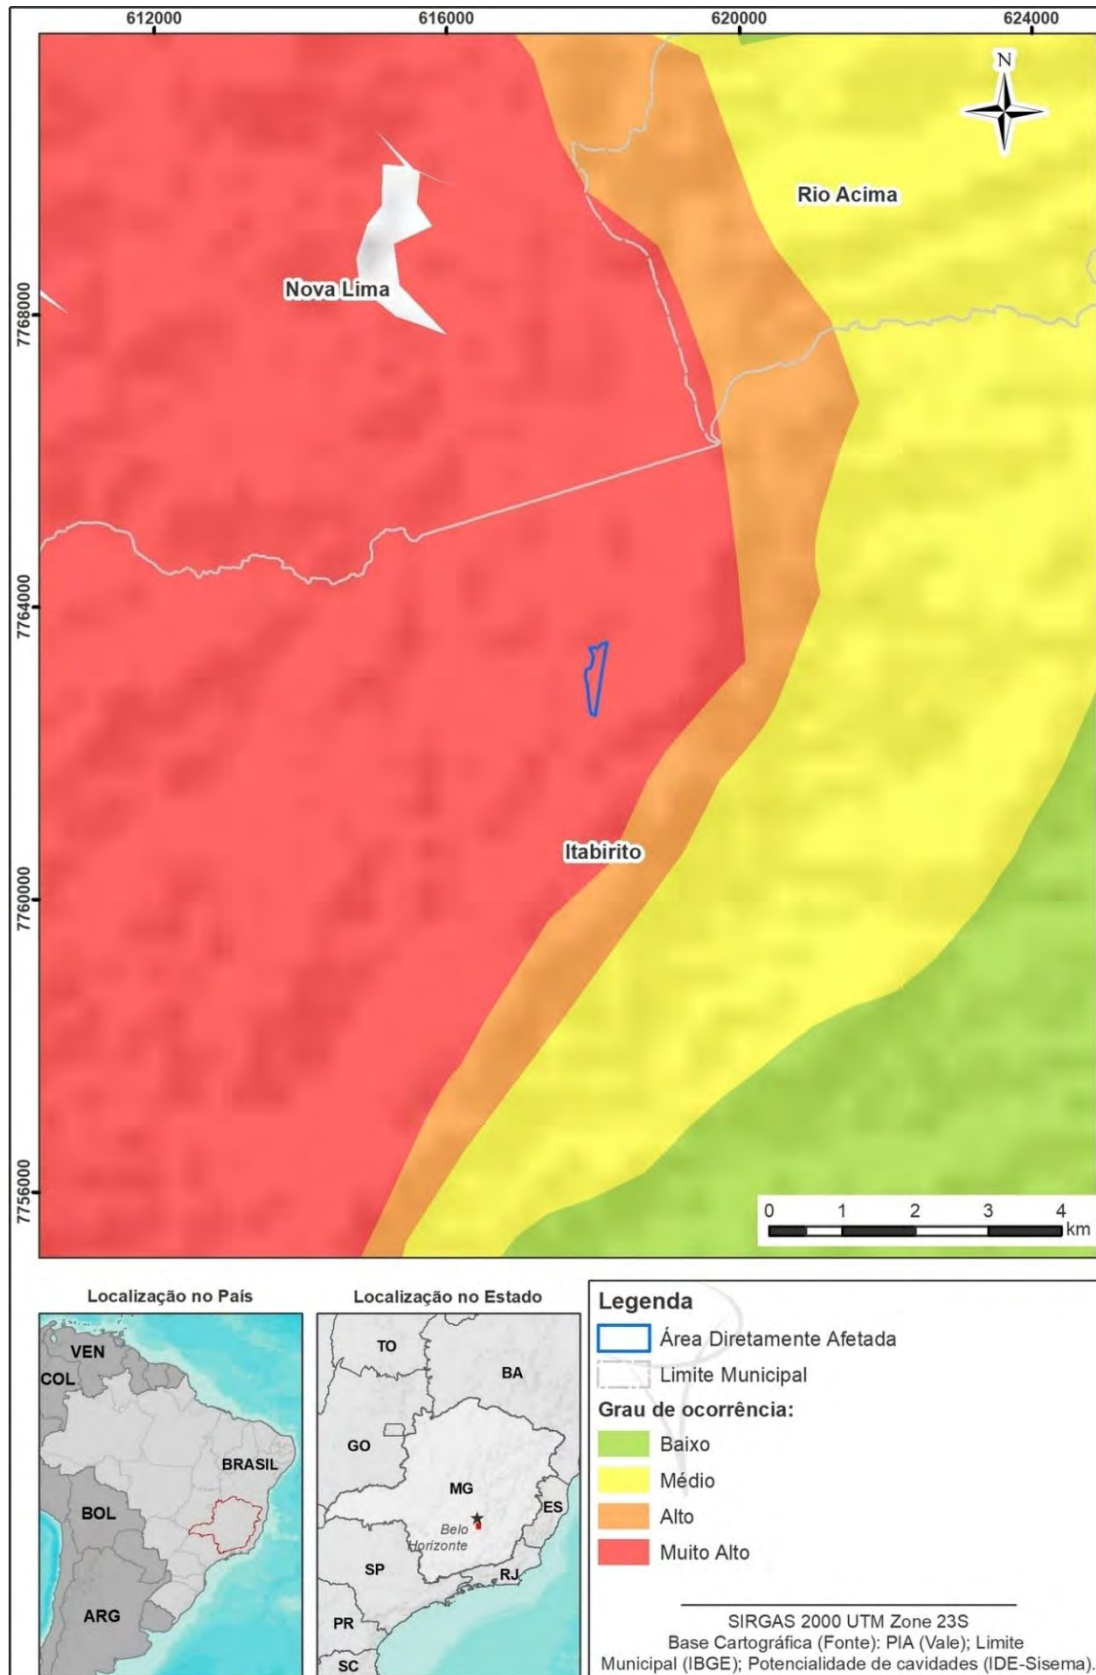 612000 616000 620000 624000
N
Rio Acima
Nova Lima
7768000
7764000
Itabirito
7760000
7756000
0 1 2 3 4
km
Localização no País
VEN
COL
BRASIL
BOL
ARG
Localização no Estado
TO
BA
GO
MG
ES
Belo
Horizonte
SP
RJ
PR
SC
Legenda
Área Diretamente Afetada
Limite Municipal
Grau de ocorrência:
Baixo
Médio
Alto
Muito Alto
SIRGAS 2000 UTM Zone 23S
Base Cartográfica (Fonte): PIA (Vale); Limite
Municipal (IBGE); Potencialidade de cavidades (IDE-Sisema).